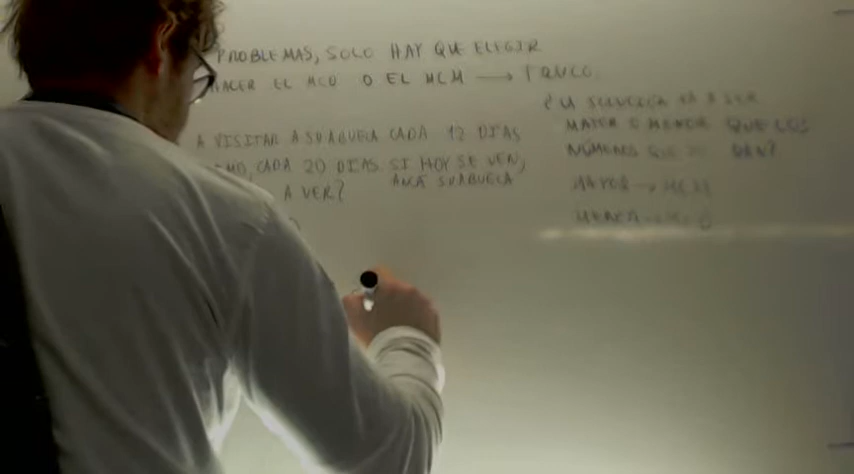 PROBLEMAS, SOLO HAY QUE ELEGIR
HACER EL MCD O EL MCM → TRUCO.
A VISITAR A SU ABUELA CADA 12 DIAS
CADA 20 DIAS SI HOY SE VEN,
A VER? SU ABUELA
¿LA SOLUCIÓN VA A SER
MAYOR O MENOR QUE LOS
NÚMEROS QUE DAN?
MAYOR → MCM
MENOR → MCD